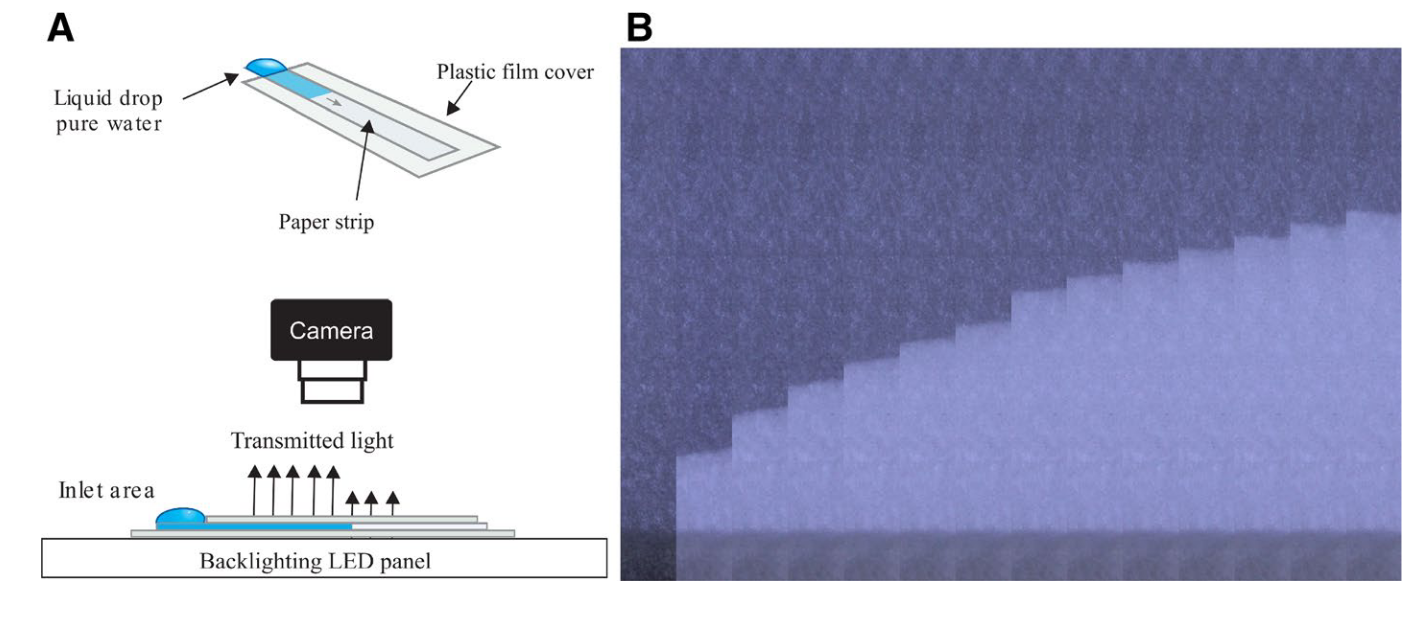 A
Liquid drop
pure water
Plastic film cover
Paper strip
Camera
Transmitted light
Inlet area
Backlighting LED panel
B